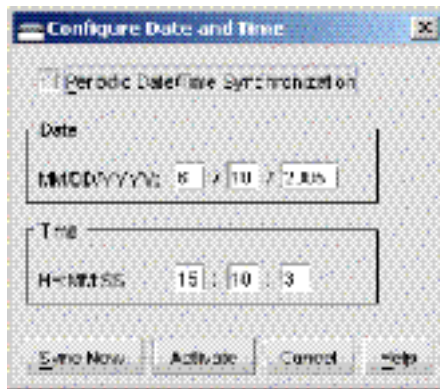 Configure Date and Time
Periodic Date/Time Synchronization
Date
MM/DD/YYYY: 6 / 10 / 2005
Time
HH:MM:SS 15 : 10 : 3
Sync Now Activate Cancel Help